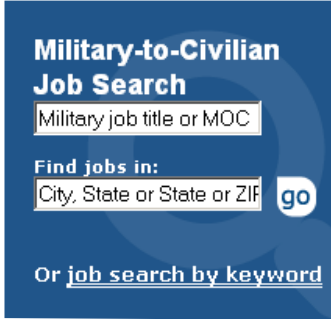 Military-to-Civilian
Job Search
Military job title or MOC
Find jobs in:
City, State or State or ZIP
go
Or job search by keyword